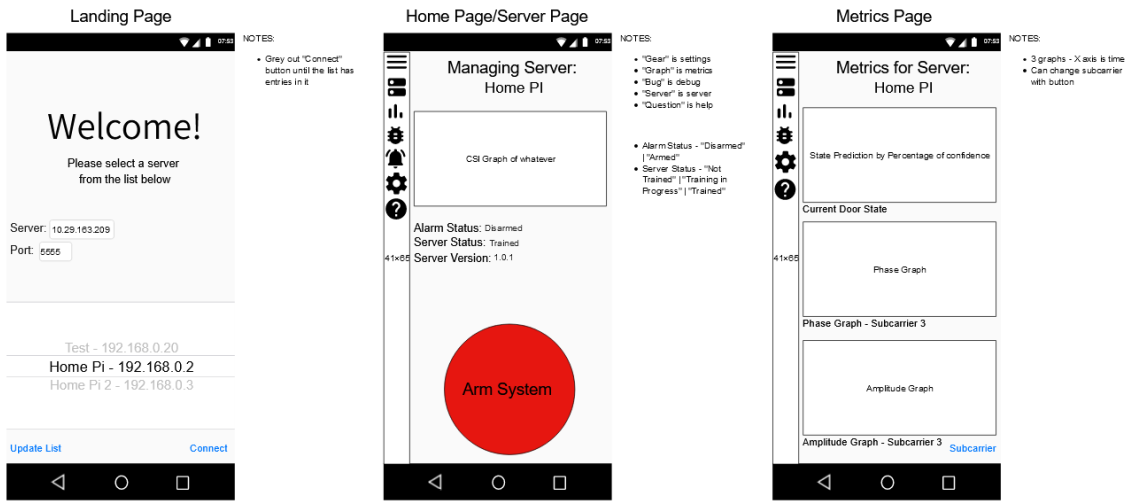 Landing Page
07:53
NOTES:
Grey out "Connect"
button until the list has
entries in it
Welcome!
Please select a server
from the list below
Server: 10.29.163.209
Port: 5555
Test - 192.168.0.20
Home Pi - 192.168.0.2
Home Pi 2 - 192.168.0.3
Update List
Connect
Home Page/Server Page
07:53
NOTES:
"Gear" is settings
"Graph" is metrics
"Bug" is debug
"Server" is server
"Question" is help
Alarm Status - "Disarmed"
| "Armed"
Server Status - "Not
Trained" | "Training in
Progress" | "Trained"
Managing Server:
Home PI
CSI Graph of whatever
Alarm Status: Disarmed
Server Status: Trained
Server Version: 1.0.1
41×65
Arm System
Metrics Page
07:53
NOTES:
3 graphs - X axis is time
Can change subcarrier
with button
Metrics for Server:
Home PI
State Prediction by Percentage of confidence
Current Door State
Phase Graph
41×65
Phase Graph - Subcarrier 3
Amplitude Graph
Amplitude Graph - Subcarrier 3
Subcarrier